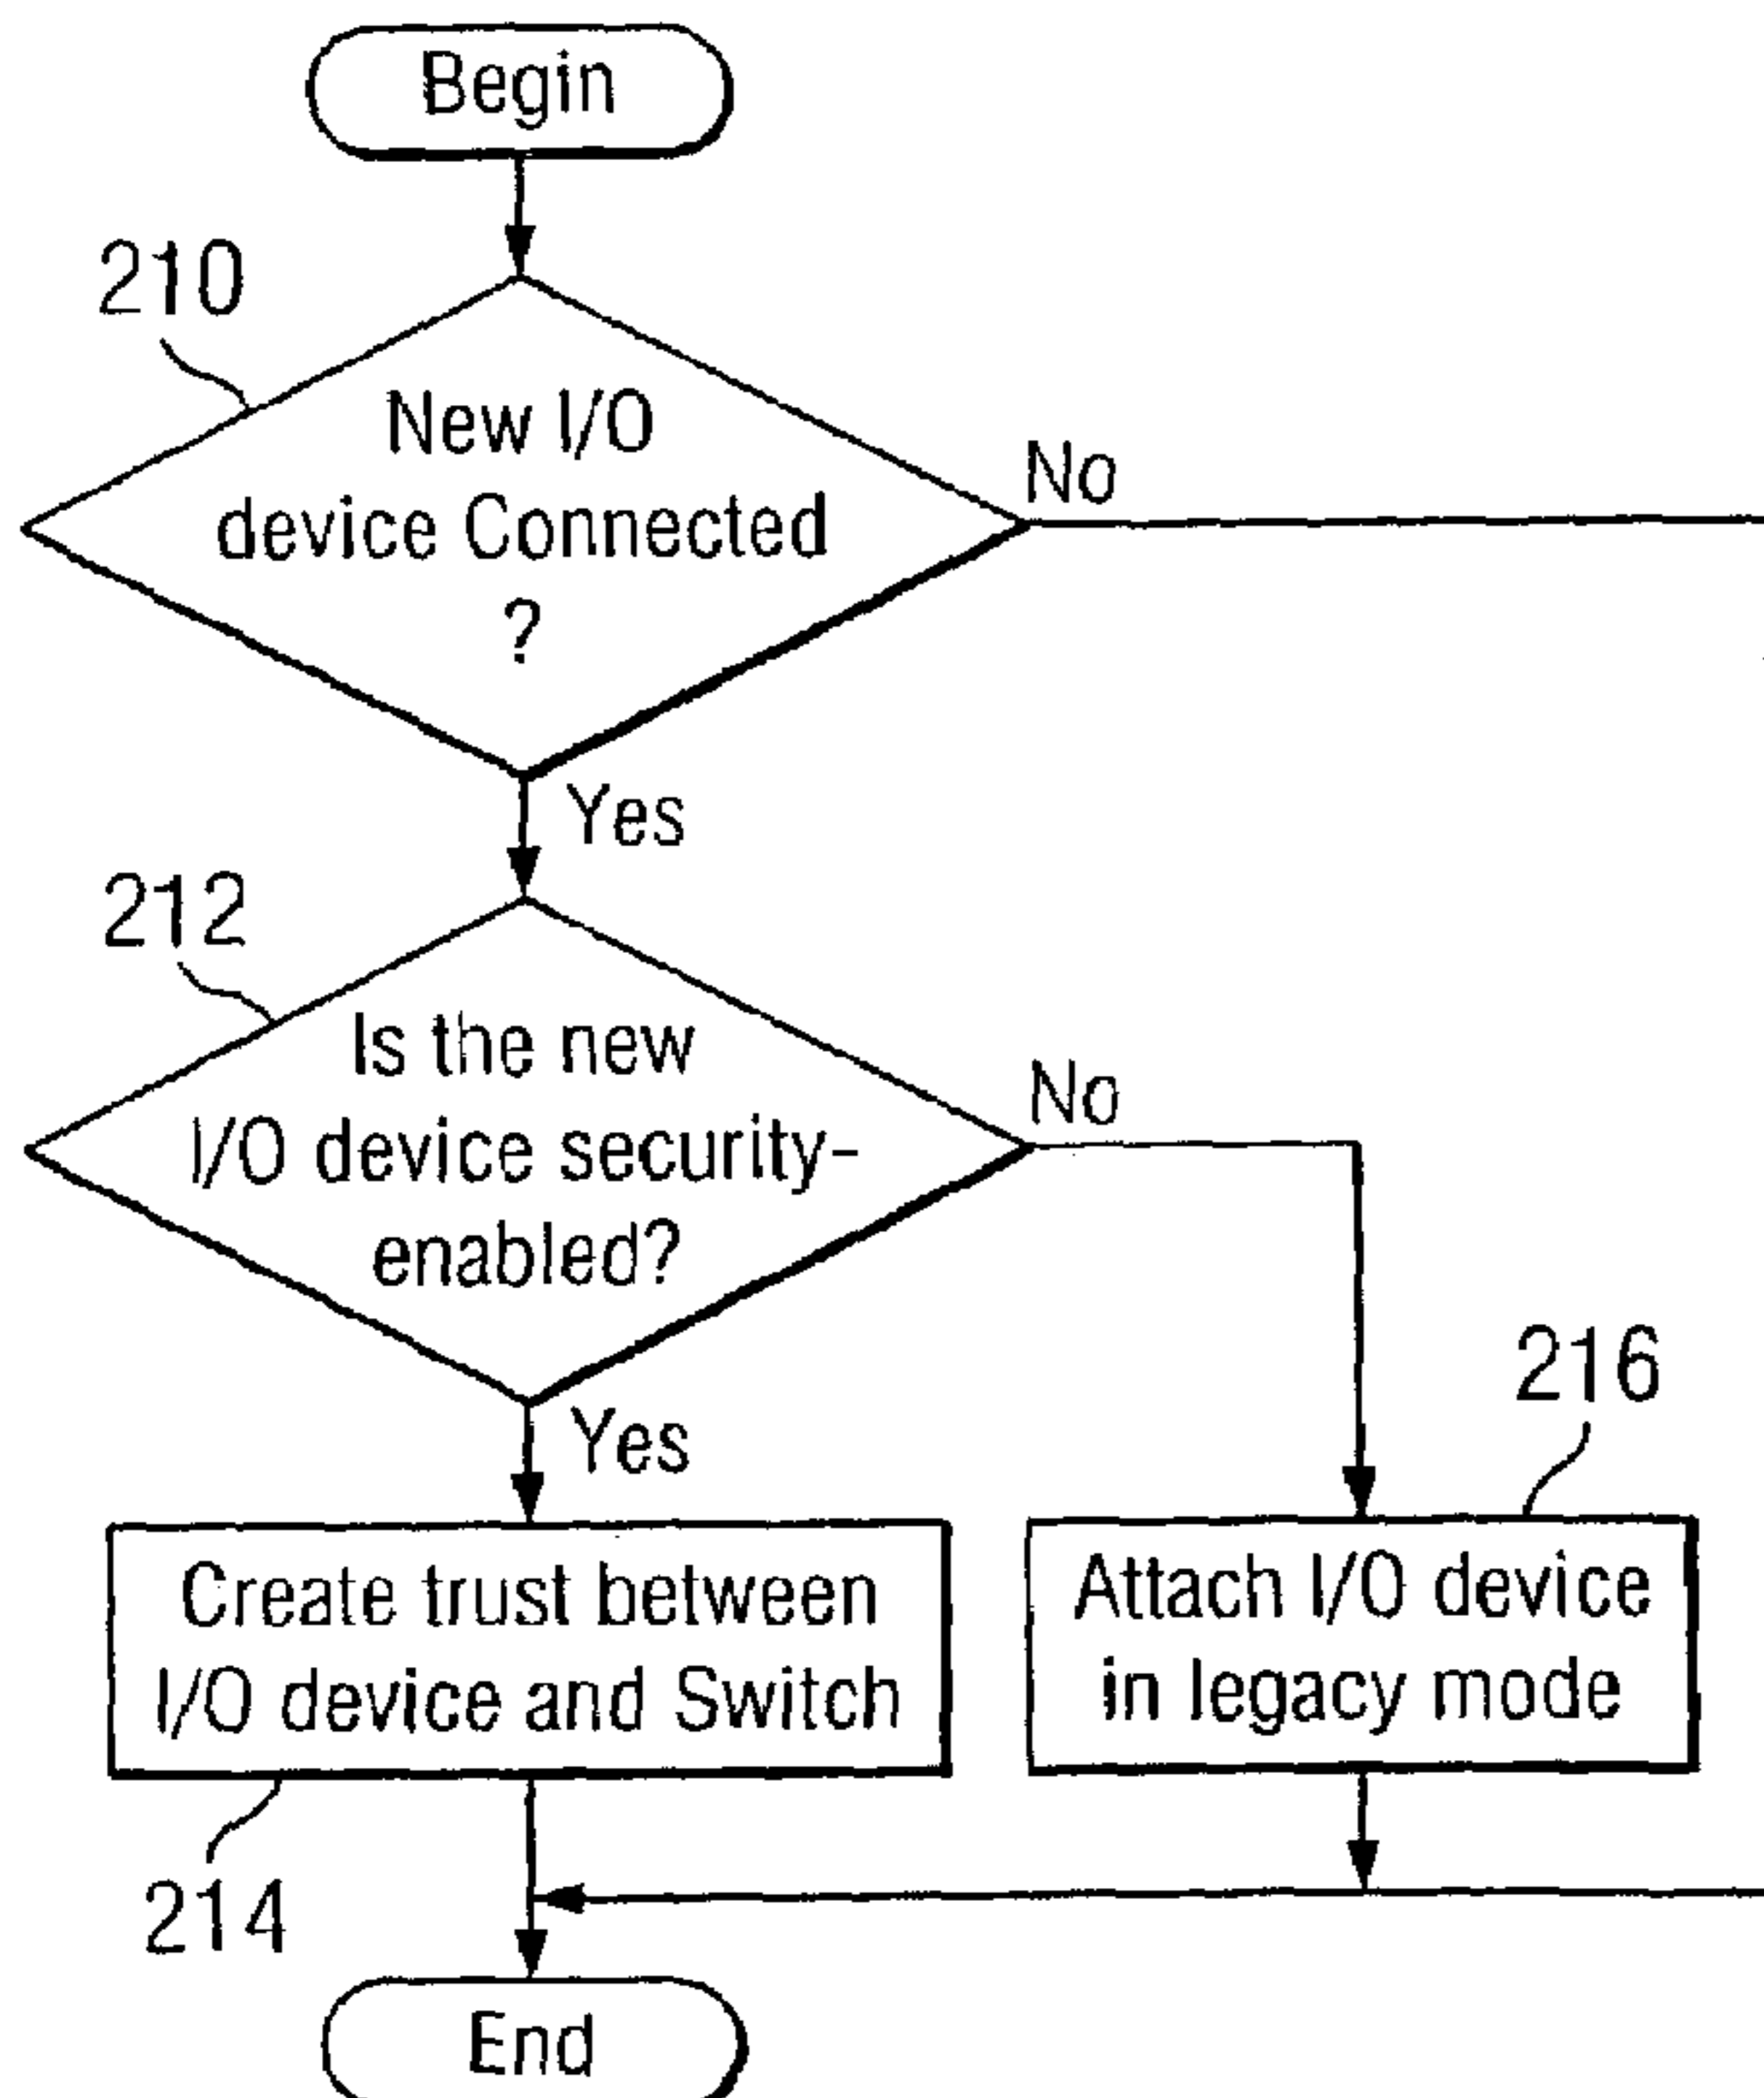 Begin
210
New I/O
device Connected
?
No
Yes
212
Is the new
I/O device security-
enabled?
No
Yes
216
Create trust between
I/O device and Switch
Attach I/O device
in legacy mode
214
End